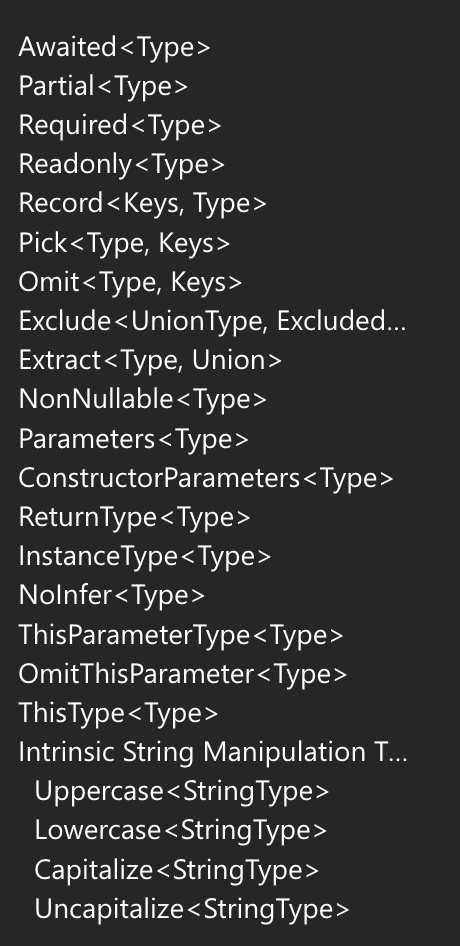 Awaited<Type>
Partial<Type>
Required<Type>
Readonly<Type>
Record<Keys, Type>
Pick<Type, Keys>
Omit<Type, Keys>
Exclude<UnionType, Excluded...
Extract<Type, Union>
NonNullable<Type>
Parameters<Type>
ConstructorParameters<Type>
ReturnType<Type>
InstanceType<Type>
NoInfer<Type>
ThisParameterType<Type>
OmitThisParameter<Type>
ThisType<Type>
Intrinsic String Manipulation T...
Uppercase<StringType>
Lowercase<StringType>
Capitalize<StringType>
Uncapitalize<StringType>